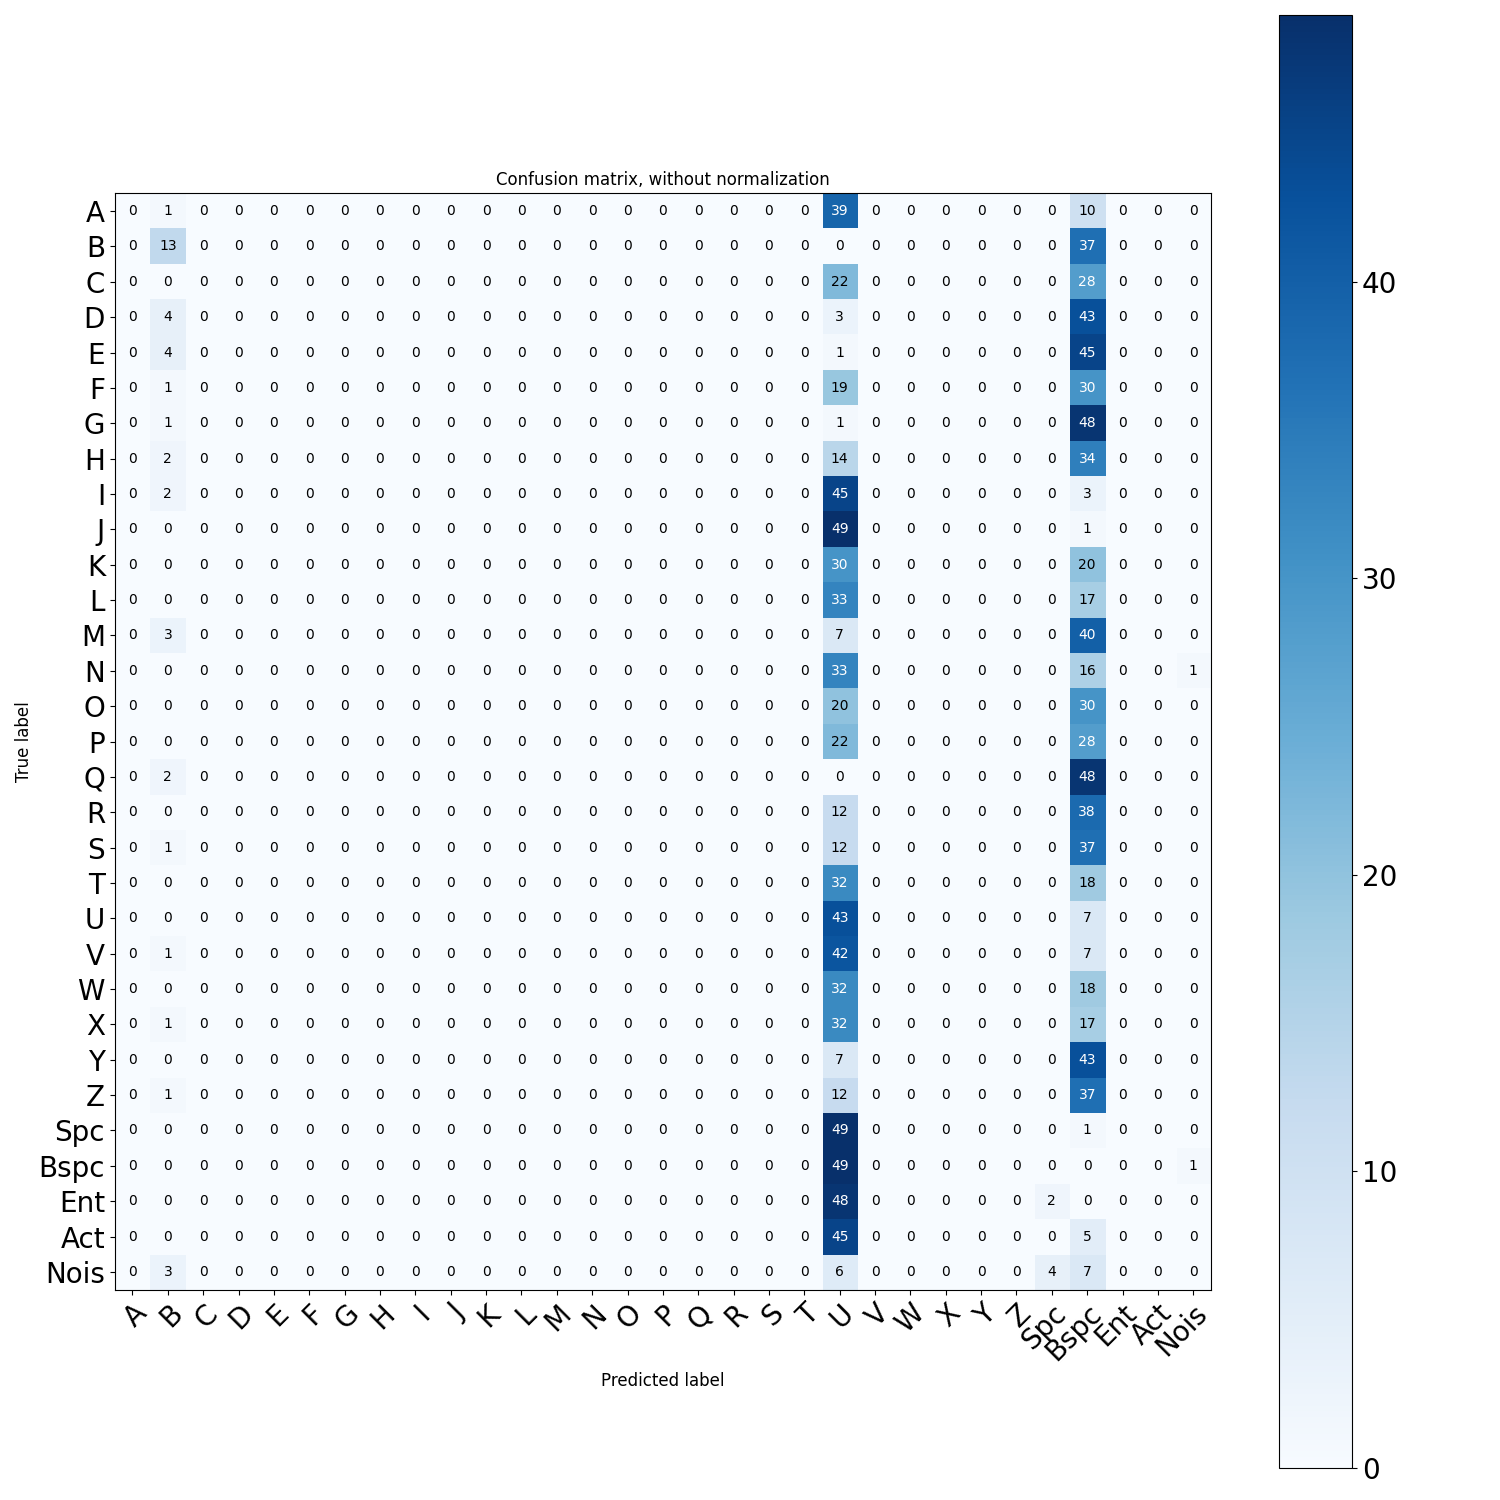 Confusion matrix, without normalization
A 0 1 0 0 0 0 0 0 0 0 0 0 0 0 0 0 0 0 0 0 39 0 0 0 0 0 0 10 0 0 0
B 0 13 0 0 0 0 0 0 0 0 0 0 0 0 0 0 0 0 0 0 0 0 0 0 0 0 0 37 0 0 0
C 0 0 0 0 0 0 0 0 0 0 0 0 0 0 0 0 0 0 0 0 22 0 0 0 0 0 0 28 0 0 0
D 0 4 0 0 0 0 0 0 0 0 0 0 0 0 0 0 0 0 0 0 3 0 0 0 0 0 0 43 0 0 0
E 0 4 0 0 0 0 0 0 0 0 0 0 0 0 0 0 0 0 0 0 1 0 0 0 0 0 0 45 0 0 0
F 0 1 0 0 0 0 0 0 0 0 0 0 0 0 0 0 0 0 0 0 19 0 0 0 0 0 0 30 0 0 0
G 0 1 0 0 0 0 0 0 0 0 0 0 0 0 0 0 0 0 0 0 1 0 0 0 0 0 0 48 0 0 0
H 0 2 0 0 0 0 0 0 0 0 0 0 0 0 0 0 0 0 0 0 14 0 0 0 0 0 0 34 0 0 0
I 0 2 0 0 0 0 0 0 0 0 0 0 0 0 0 0 0 0 0 0 45 0 0 0 0 0 0 3 0 0 0
J 0 0 0 0 0 0 0 0 0 0 0 0 0 0 0 0 0 0 0 0 49 0 0 0 0 0 0 1 0 0 0
K 0 0 0 0 0 0 0 0 0 0 0 0 0 0 0 0 0 0 0 0 30 0 0 0 0 0 0 20 0 0 0
L 0 0 0 0 0 0 0 0 0 0 0 0 0 0 0 0 0 0 0 0 33 0 0 0 0 0 0 17 0 0 0
M 0 3 0 0 0 0 0 0 0 0 0 0 0 0 0 0 0 0 0 0 7 0 0 0 0 0 0 40 0 0 0
N 0 0 0 0 0 0 0 0 0 0 0 0 0 0 0 0 0 0 0 0 33 0 0 0 0 0 0 16 0 0 1
O 0 0 0 0 0 0 0 0 0 0 0 0 0 0 0 0 0 0 0 0 20 0 0 0 0 0 0 30 0 0 0
P 0 0 0 0 0 0 0 0 0 0 0 0 0 0 0 0 0 0 0 0 22 0 0 0 0 0 0 28 0 0 0
Q 0 2 0 0 0 0 0 0 0 0 0 0 0 0 0 0 0 0 0 0 0 0 0 0 0 0 0 48 0 0 0
R 0 0 0 0 0 0 0 0 0 0 0 0 0 0 0 0 0 0 0 0 12 0 0 0 0 0 0 38 0 0 0
S 0 1 0 0 0 0 0 0 0 0 0 0 0 0 0 0 0 0 0 0 12 0 0 0 0 0 0 37 0 0 0
T 0 0 0 0 0 0 0 0 0 0 0 0 0 0 0 0 0 0 0 0 32 0 0 0 0 0 0 18 0 0 0
U 0 0 0 0 0 0 0 0 0 0 0 0 0 0 0 0 0 0 0 0 43 0 0 0 0 0 0 7 0 0 0
V 0 1 0 0 0 0 0 0 0 0 0 0 0 0 0 0 0 0 0 0 42 0 0 0 0 0 0 7 0 0 0
W 0 0 0 0 0 0 0 0 0 0 0 0 0 0 0 0 0 0 0 0 32 0 0 0 0 0 0 18 0 0 0
X 0 1 0 0 0 0 0 0 0 0 0 0 0 0 0 0 0 0 0 0 32 0 0 0 0 0 0 17 0 0 0
Y 0 0 0 0 0 0 0 0 0 0 0 0 0 0 0 0 0 0 0 0 7 0 0 0 0 0 0 43 0 0 0
Z 0 1 0 0 0 0 0 0 0 0 0 0 0 0 0 0 0 0 0 0 12 0 0 0 0 0 0 37 0 0 0
Spc 0 0 0 0 0 0 0 0 0 0 0 0 0 0 0 0 0 0 0 0 49 0 0 0 0 0 0 1 0 0 0
Bspc 0 0 0 0 0 0 0 0 0 0 0 0 0 0 0 0 0 0 0 0 49 0 0 0 0 0 0 0 0 0 1
Ent 0 0 0 0 0 0 0 0 0 0 0 0 0 0 0 0 0 0 0 0 48 0 0 0 0 0 2 0 0 0 0
Act 0 0 0 0 0 0 0 0 0 0 0 0 0 0 0 0 0 0 0 0 45 0 0 0 0 0 0 5 0 0 0
Nois 0 3 0 0 0 0 0 0 0 0 0 0 0 0 0 0 0 0 0 0 6 0 0 0 0 0 4 7 0 0 0
A B C D E F G H I J K L M N O P Q R S T U V W X Y Z Spc Bspc Ent Act Nois
Predicted label
True label
40
30
20
10
0